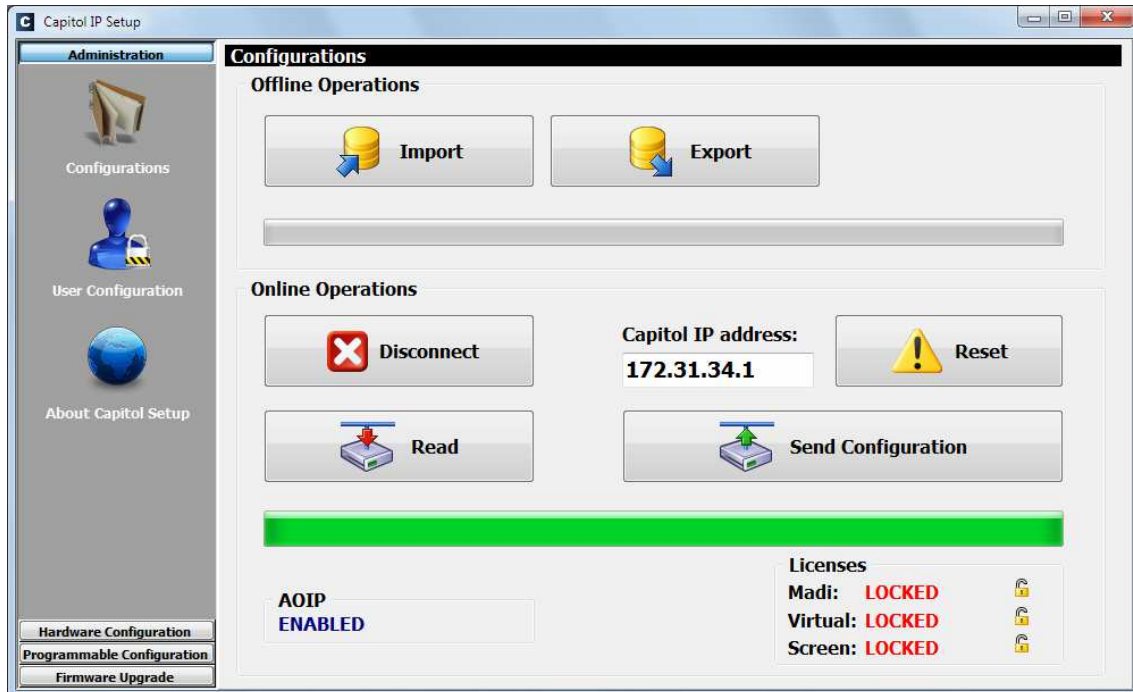 C Capitol IP Setup
Administration
Configurations
User Configuration
About Capitol Setup
Hardware Configuration
Programmable Configuration
Firmware Upgrade
Configurations
Offline Operations
Import
Export
Online Operations
Disconnect
Capitol IP address:
172.31.34.1
Reset
Read
Send Configuration
AOIP
ENABLED
Licenses
Madi: LOCKED
Virtual: LOCKED
Screen: LOCKED